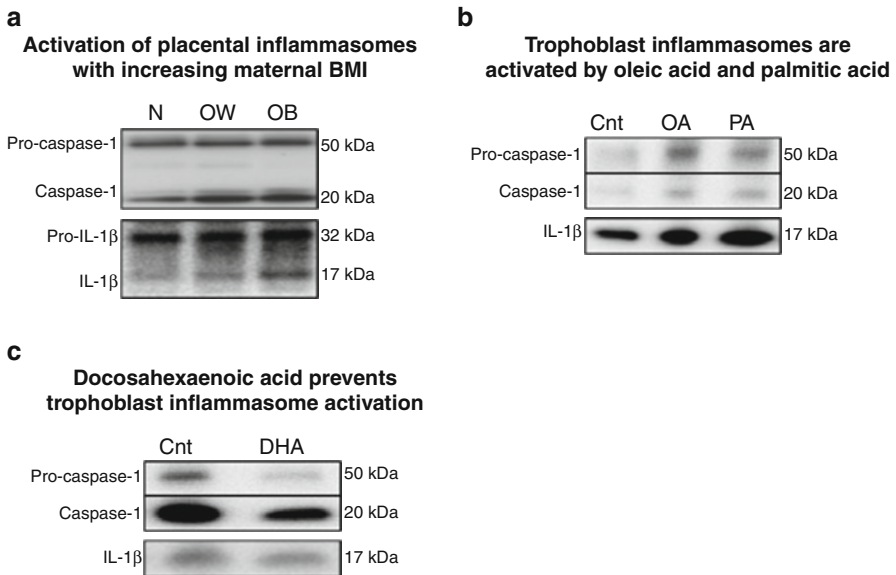 a
Activation of placental inflammasomes
with increasing maternal BMI
N OW OB
Pro-caspase-1 50 kDa
Caspase-1 20 kDa
Pro-IL-1β 32 kDa
IL-1β 17 kDa
b
Trophoblast inflammasomes are
activated by oleic acid and palmitic acid
Cnt OA PA
Pro-caspase-1 50 kDa
Caspase-1 20 kDa
IL-1β 17 kDa
c
Docosahexaenoic acid prevents
trophoblast inflammasome activation
Cnt DHA
Pro-caspase-1 50 kDa
Caspase-1 20 kDa
IL-1β 17 kDa